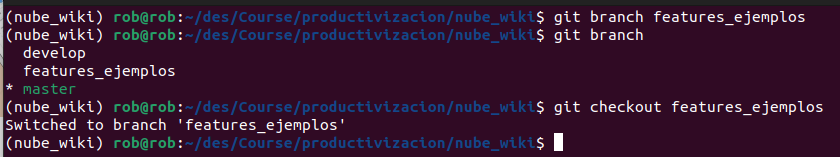 (nube_wiki) rob@rob:~/des/Course/productivizacion/nube_wiki$ git branch features_ejemplos
(nube_wiki) rob@rob:~/des/Course/productivizacion/nube_wiki$ git branch
  develop
  features_ejemplos
* master
(nube_wiki) rob@rob:~/des/Course/productivizacion/nube_wiki$ git checkout features_ejemplos
Switched to branch 'features_ejemplos'
(nube_wiki) rob@rob:~/des/Course/productivizacion/nube_wiki$